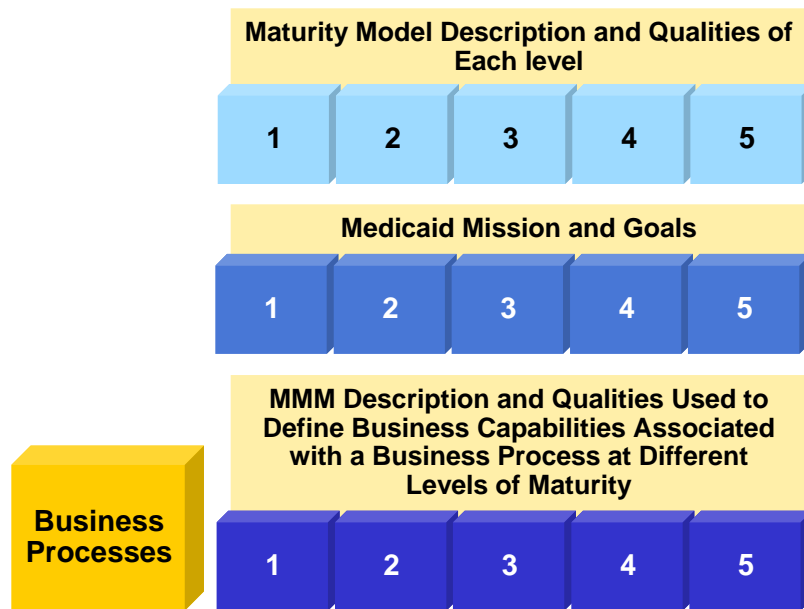 Maturity Model Description and Qualities of
Each level
1 2 3 4 5
Medicaid Mission and Goals
1 2 3 4 5
MMM Description and Qualities Used to
Define Business Capabilities Associated
with a Business Process at Different
Levels of Maturity
Business
Processes
1 2 3 4 5